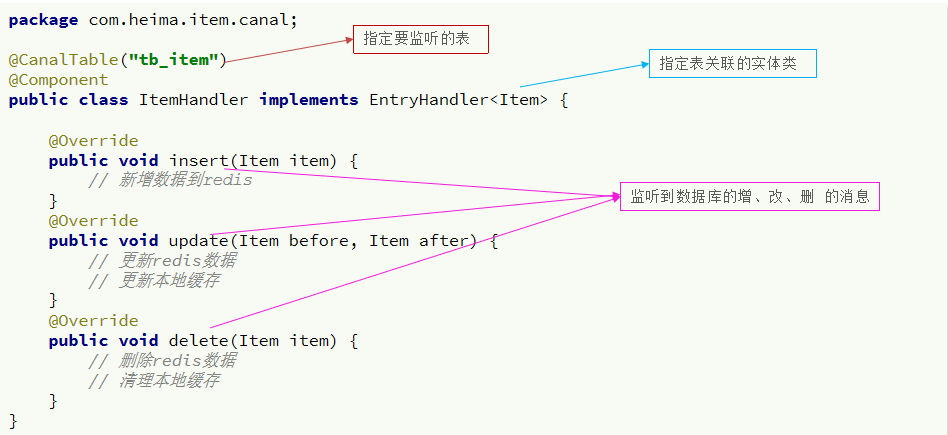 package com.heima.item.canal;
指定要监听的表
@CanalTable("tb_item")
指定表关联的实体类
@Component
public class ItemHandler implements EntryHandler<Item> {
@Override
public void insert(Item item) {
// 新增数据到redis
监听到数据库的增、改、删 的消息
}
@Override
public void update(Item before, Item after) {
// 更新redis数据
// 更新本地缓存
}
@Override
public void delete(Item item) {
// 删除redis数据
// 清理本地缓存
}
}